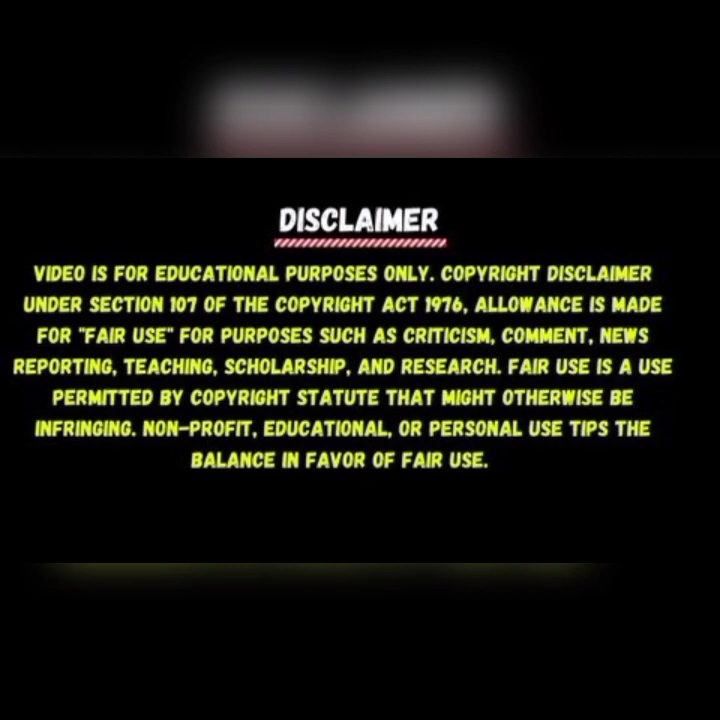 DISCLAIMER
VIDEO IS FOR EDUCATIONAL PURPOSES ONLY. COPYRIGHT DISCLAIMER
UNDER SECTION 107 OF THE COPYRIGHT ACT 1976, ALLOWANCE IS MADE
FOR "FAIR USE" FOR PURPOSES SUCH AS CRITICISM, COMMENT, NEWS
REPORTING, TEACHING, SCHOLARSHIP, AND RESEARCH. FAIR USE IS A USE
PERMITTED BY COPYRIGHT STATUTE THAT MIGHT OTHERWISE BE
INFRINGING. NON-PROFIT, EDUCATIONAL, OR PERSONAL USE TIPS THE
BALANCE IN FAVOR OF FAIR USE.